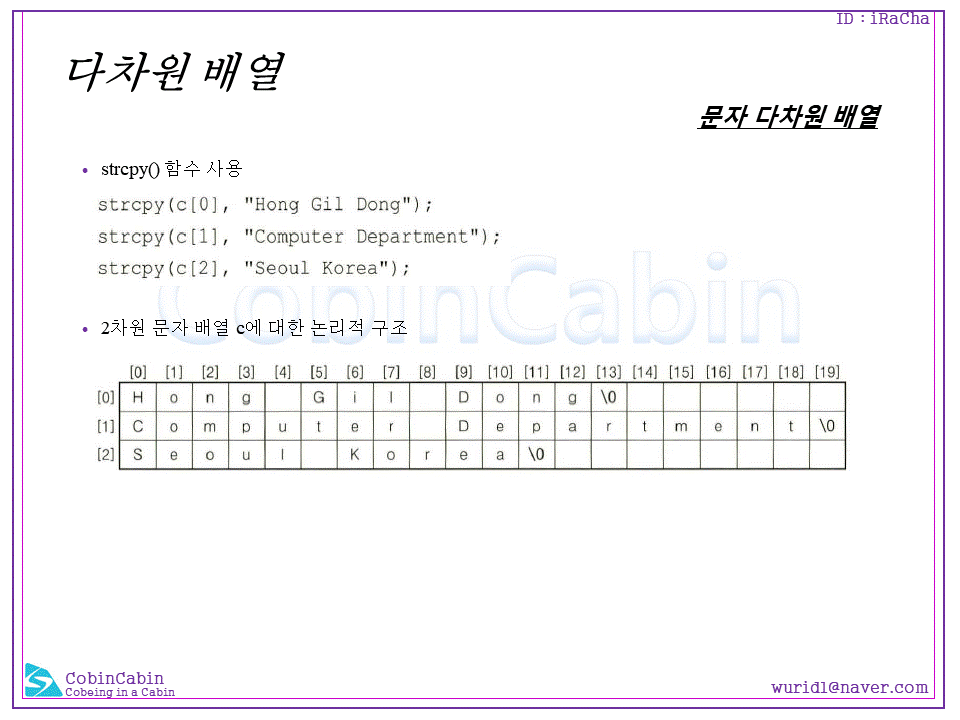 ID : iRaCha
다차원 배열
문자 다차원 배열
• strcpy() 함수 사용
strcpy(c[0], "Hong Gil Dong");
strcpy(c[1], "Computer Department");
strcpy(c[2], "Seoul Korea");
CobinCabin
• 2차원 문자 배열 c에 대한 논리적 구조
[0] [1] [2] [3] [4] [5] [6] [7] [8] [9] [10] [11] [12] [13] [14] [15] [16] [17] [18] [19]
[0] H o n g G i l D o n g \0
[1] C o m p u t e r D e p a r t m e n t \0
[2] S e o u l K o r e a \0
CobinCabin
Cobeing in a Cabin
wuridl@naver.com